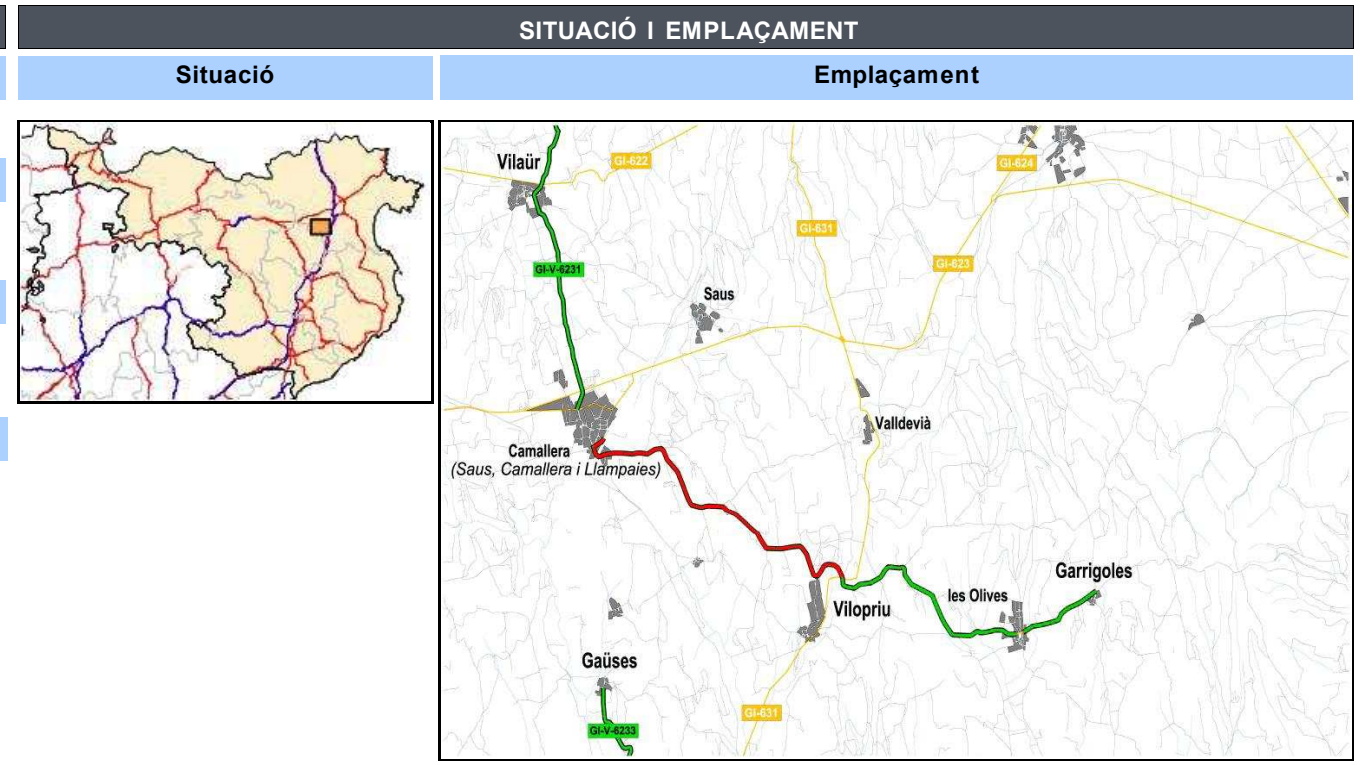 SITUACIÓ I EMPLAÇAMENT
Situació
Emplaçament
Vilaür
GI-622
GI-624
GI-631
GI-623
GI-V-6231
Saus
Valldevià
Camallera
(Saus, Camallera i Llampaies)
Garrigoles
les Olives
Vilopriu
Gaüses
GI-631
GI-V-6233